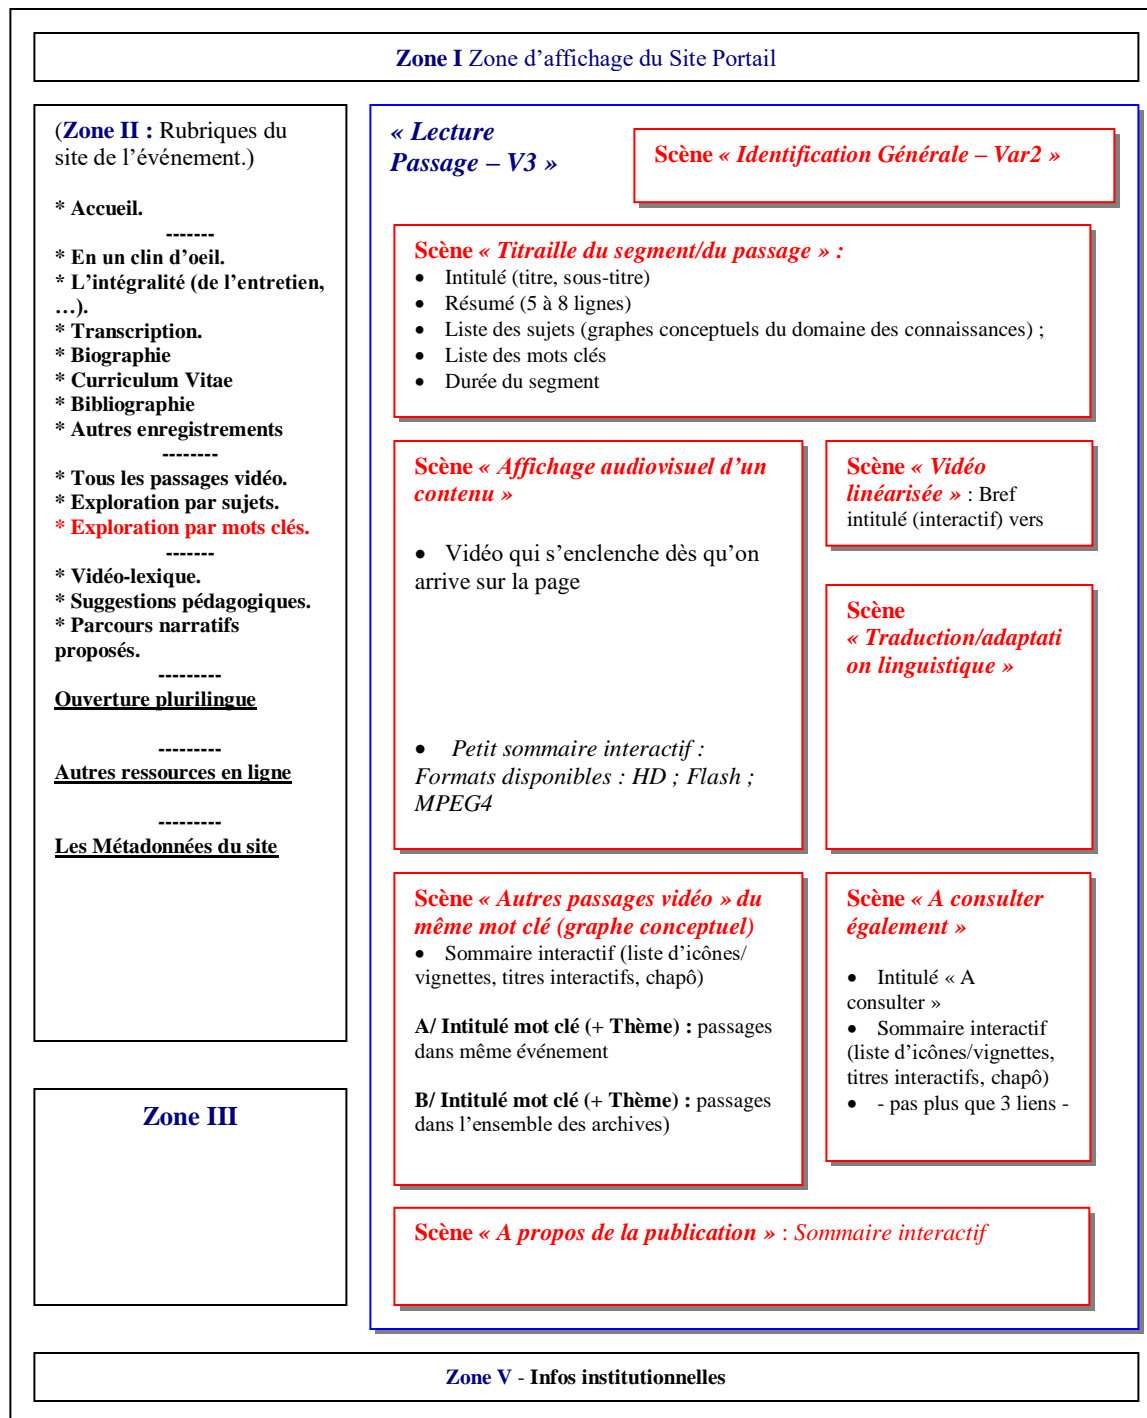 Zone I Zone d’affichage du Site Portail
(Zone II : Rubriques du
site de l’événement.)
* Accueil.
-------
* En un clin d’oeil.
* L’intégralité (de l’entretien,
…).
* Transcription.
* Biographie
* Curriculum Vitae
* Bibliographie
* Autres enregistrements
--------
* Tous les passages vidéo.
* Exploration par sujets.
* Exploration par mots clés.
-------
* Vidéo-lexique.
* Suggestions pédagogiques.
* Parcours narratifs
proposés.
---------
Ouverture plurilingue
---------
Autres ressources en ligne
---------
Les Métadonnées du site
Zone III
« Lecture
Passage – V3 »
Scène « Identification Générale – Var2 »
Scène « Titraille du segment/du passage » :
• Intitulé (titre, sous-titre)
• Résumé (5 à 8 lignes)
• Liste des sujets (graphes conceptuels du domaine des connaissances) ;
• Liste des mots clés
• Durée du segment
Scène « Affichage audiovisuel d’un
contenu »
• Vidéo qui s’enclenche dès qu’on
arrive sur la page
• Petit sommaire interactif :
Formats disponibles : HD ; Flash ;
MPEG4
Scène « Vidéo
linéarisée » : Bref
intitulé (interactif) vers
Scène
« Traduction/adaptati
on linguistique »
Scène « Autres passages vidéo » du
même mot clé (graphe conceptuel)
• Sommaire interactif (liste d’icônes/
vignettes, titres interactifs, chapô)
A/ Intitulé mot clé (+ Thème) : passages
dans même événement
B/ Intitulé mot clé (+ Thème) : passages
dans l’ensemble des archives)
Scène « A consulter
également »
• Intitulé « A
consulter »
• Sommaire interactif
(liste d’icônes/vignettes,
titres interactifs, chapô)
• - pas plus que 3 liens -
Scène « A propos de la publication » : Sommaire interactif
Zone V - Infos institutionnelles